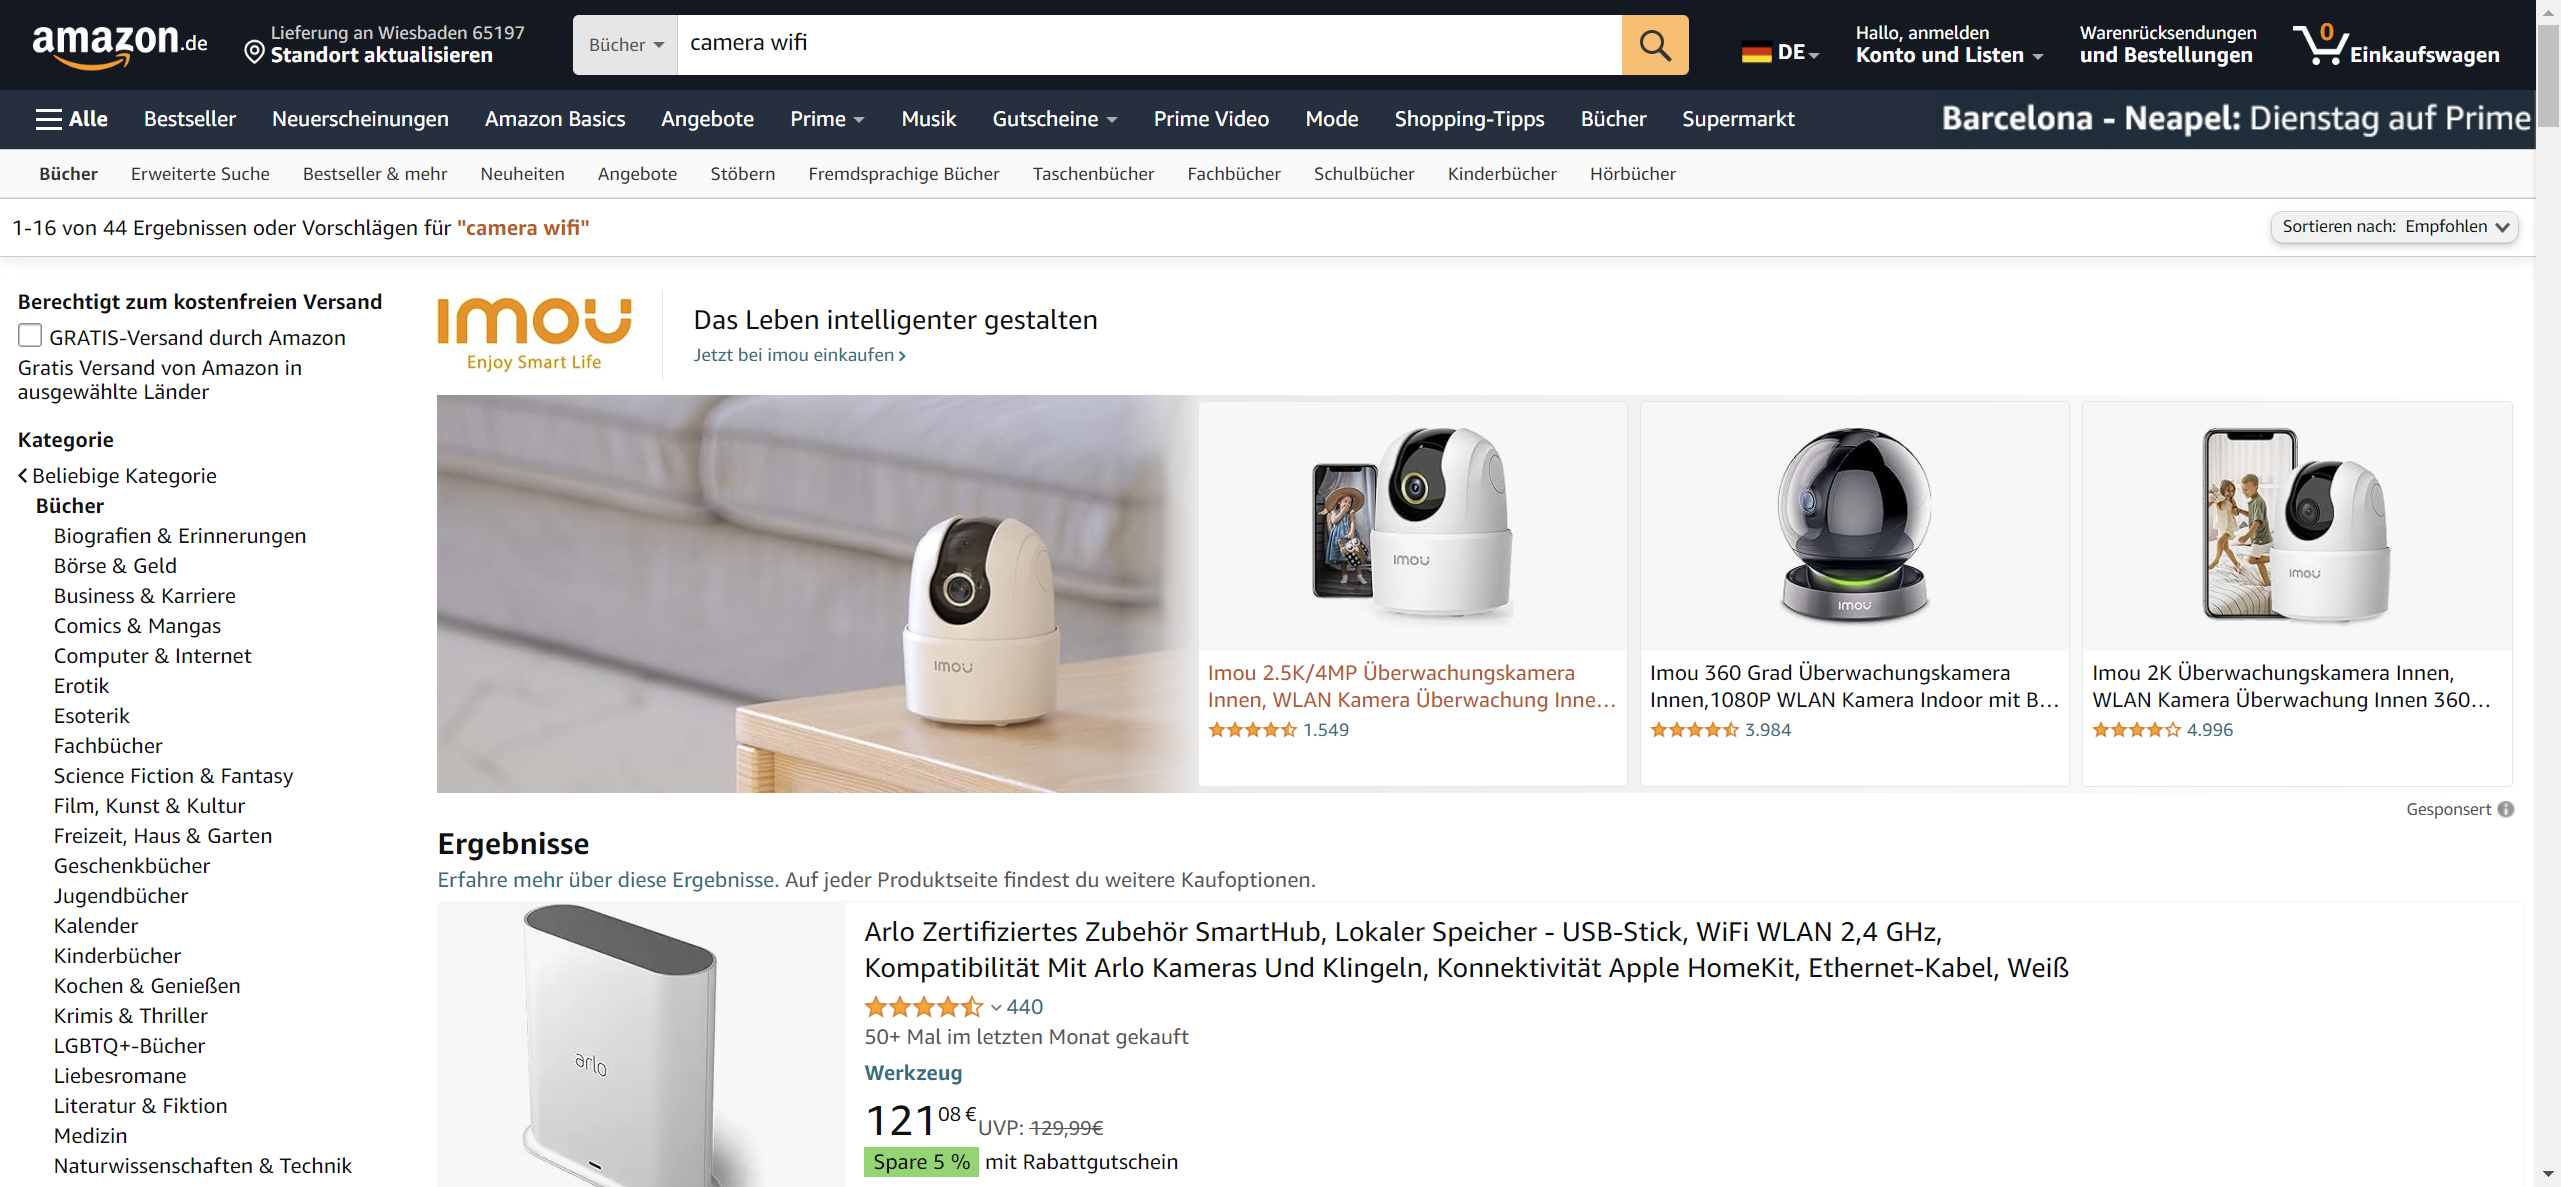 amazon.de
Lieferung an Wiesbaden 65197
Standort aktualisieren
Bücher
camera wifi
DE
Hallo, anmelden
Konto und Listen
Warenrücksendungen
und Bestellungen
0
Einkaufswagen
Alle
Bestseller
Neuerscheinungen
Amazon Basics
Angebote
Prime
Musik
Gutscheine
Prime Video
Mode
Shopping-Tipps
Bücher
Supermarkt
Barcelona - Neapel: Dienstag auf Prime
Bücher
Erweiterte Suche
Bestseller & mehr
Neuheiten
Angebote
Stöbern
Fremdsprachige Bücher
Taschenbücher
Fachbücher
Schulbücher
Kinderbücher
Hörbücher
1-16 von 44 Ergebnissen oder Vorschlägen für "camera wifi"
Sortieren nach: Empfohlen
Berechtigt zum kostenfreien Versand
GRATIS-Versand durch Amazon
Gratis Versand von Amazon in
ausgewählte Länder
Kategorie
Beliebige Kategorie
Bücher
Biografien & Erinnerungen
Börse & Geld
Business & Karriere
Comics & Mangas
Computer & Internet
Erotik
Esoterik
Fachbücher
Science Fiction & Fantasy
Film, Kunst & Kultur
Freizeit, Haus & Garten
Geschenkbücher
Jugendbücher
Kalender
Kinderbücher
Kochen & Genießen
Krimis & Thriller
LGBTQ+-Bücher
Liebesromane
Literatur & Fiktion
Medizin
Naturwissenschaften & Technik
imou
Enjoy Smart Life
Das Leben intelligenter gestalten
Jetzt bei imou einkaufen
imou
imou
imou
imou
Imou 2.5K/4MP Überwachungskamera
Innen, WLAN Kamera Überwachung Inne…
1.549
Imou 360 Grad Überwachungskamera
Innen,1080P WLAN Kamera Indoor mit B…
3.984
Imou 2K Überwachungskamera Innen,
WLAN Kamera Überwachung Innen 360…
4.996
Gesponsert
Ergebnisse
Erfahre mehr über diese Ergebnisse. Auf jeder Produktseite findest du weitere Kaufoptionen.
arlo
Arlo Zertifiziertes Zubehör SmartHub, Lokaler Speicher - USB-Stick, WiFi WLAN 2,4 GHz,
Kompatibilität Mit Arlo Kameras Und Klingeln, Konnektivität Apple HomeKit, Ethernet-Kabel, Weiß
440
50+ Mal im letzten Monat gekauft
Werkzeug
121 08 € UVP: 129,99€
Spare 5 % mit Rabattgutschein